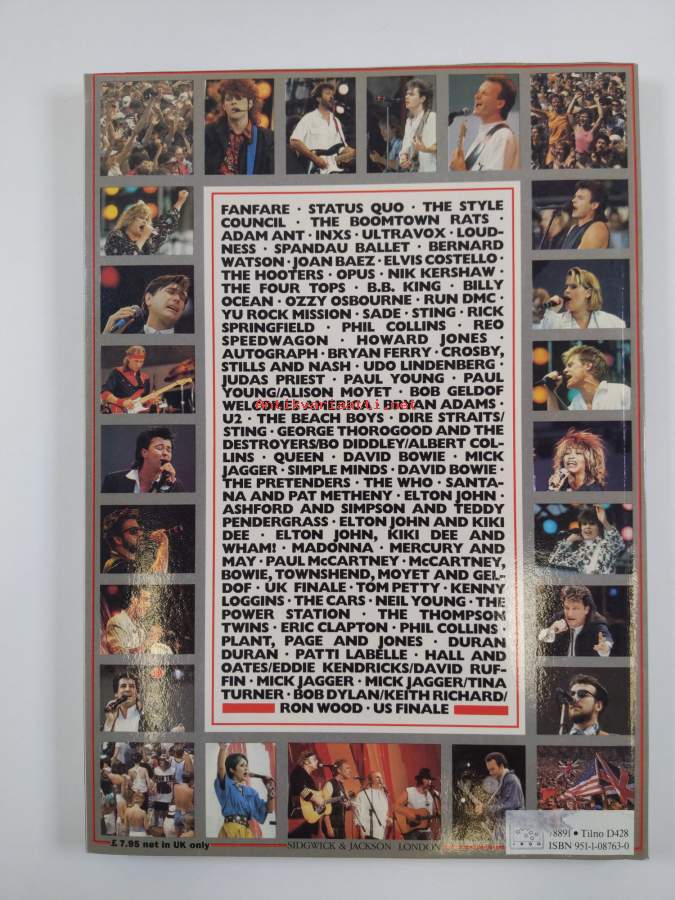 FANFARE · STATUS QUO · THE STYLE
COUNCIL · THE BOOMTOWN RATS ·
ADAM ANT · INXS · ULTRAVOX · LOUD-
NESS · SPANDAU BALLET · BERNARD
WATSON · JOAN BAEZ · ELVIS COSTELLO ·
THE HOOTERS · OPUS · NIK KERSHAW ·
THE FOUR TOPS · B.B. KING · BILLY
OCEAN · OZZY OSBOURNE · RUN DMC ·
YU ROCK MISSION · SADE · STING · RICK
SPRINGFIELD · PHIL COLLINS · REO
SPEEDWAGON · HOWARD JONES ·
AUTOGRAPH · BRYAN FERRY · CROSBY,
STILLS AND NASH · UDO LINDENBERG ·
JUDAS PRIEST · PAUL YOUNG · PAUL
YOUNG/ALISON MOYET · BOB GELDOF
BRYAN ADAMS ·
U2 · THE BEACH BOYS · DIRE STRAITS/
STING · GEORGE THOROGOOD AND THE
DESTROYERS/BO DIDDLEY/ALBERT COL-
LINS · QUEEN · DAVID BOWIE · MICK
JAGGER · SIMPLE MINDS · DAVID BOWIE ·
THE PRETENDERS · THE WHO · SANTA-
NA AND PAT METHENY · ELTON JOHN ·
ASHFORD AND SIMPSON AND TEDDY
PENDERGRASS · ELTON JOHN AND KIKI
DEE · ELTON JOHN, KIKI DEE AND
WHAM! · MADONNA · MERCURY AND
MAY · PAUL McCARTNEY · McCARTNEY,
BOWIE, TOWNSHEND, MOYET AND GEL-
DOF · UK FINALE · TOM PETTY · KENNY
LOGGINS · THE CARS · NEIL YOUNG · THE
POWER STATION · THE THOMPSON
TWINS · ERIC CLAPTON · PHIL COLLINS ·
PLANT, PAGE AND JONES · DURAN
DURAN · PATTI LABELLE · HALL AND
OATES/EDDIE KENDRICKS/DAVID RUF-
FIN · MICK JAGGER · MICK JAGGER/TINA
TURNER · BOB DYLAN/KEITH RICHARD/
RON WOOD · US FINALE
£7.95 net in UK only
SIDGWICK & JACKSON LONDON
8891 • Tilno D428
ISBN 951-1-08763-0